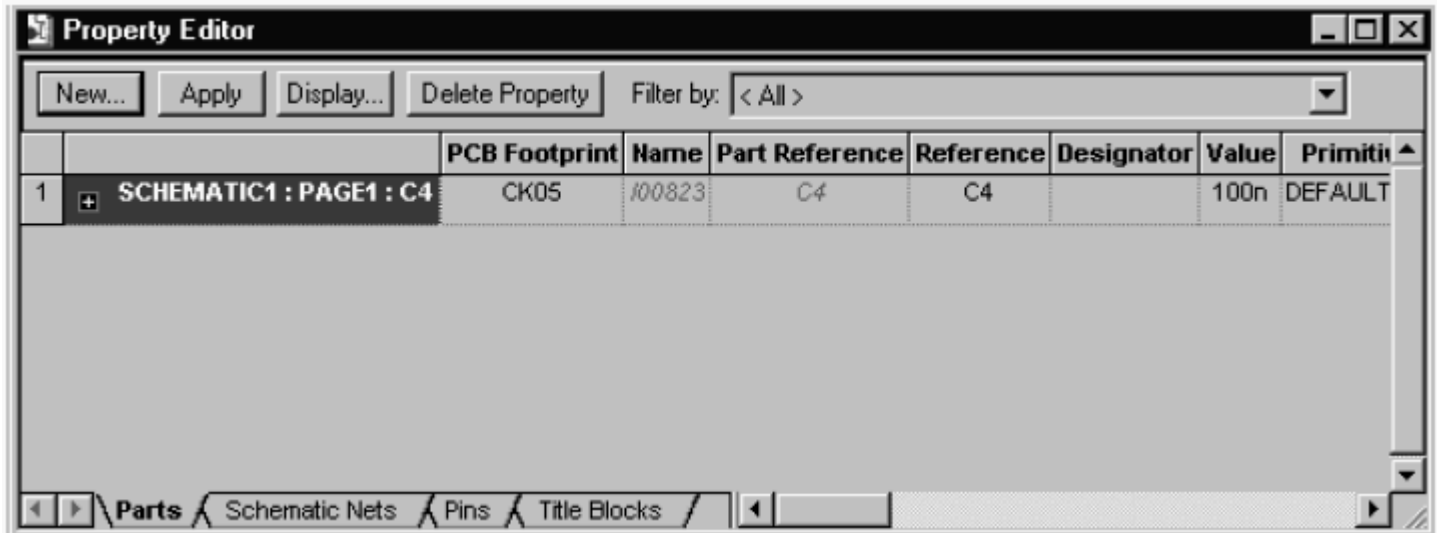 Property Editor
New... Apply Display... Delete Property Filter by: < All >
PCB Footprint Name Part Reference Reference Designator Value Primitiv
1 SCHEMATIC1 : PAGE1 : C4 CK05 I00823 C4 C4 100n DEFAULT
Parts Schematic Nets Pins Title Blocks